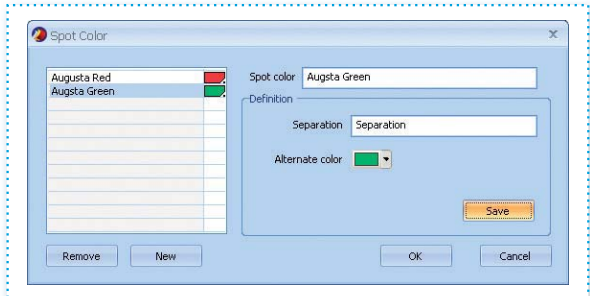 Spot Color
x
Augusta Red
Augsta Green
Spot color Augsta Green
Definition
Separation Separation
Alternate color
Save
Remove New OK Cancel